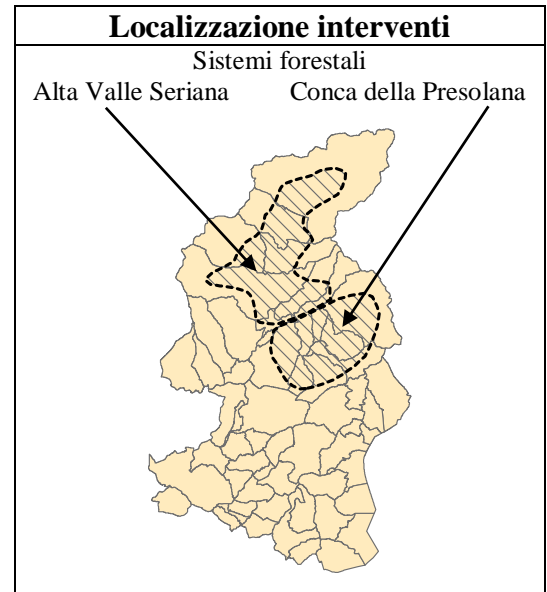 Localizzazione interventi
Sistemi forestali
Alta Valle Seriana Conca della Presolana